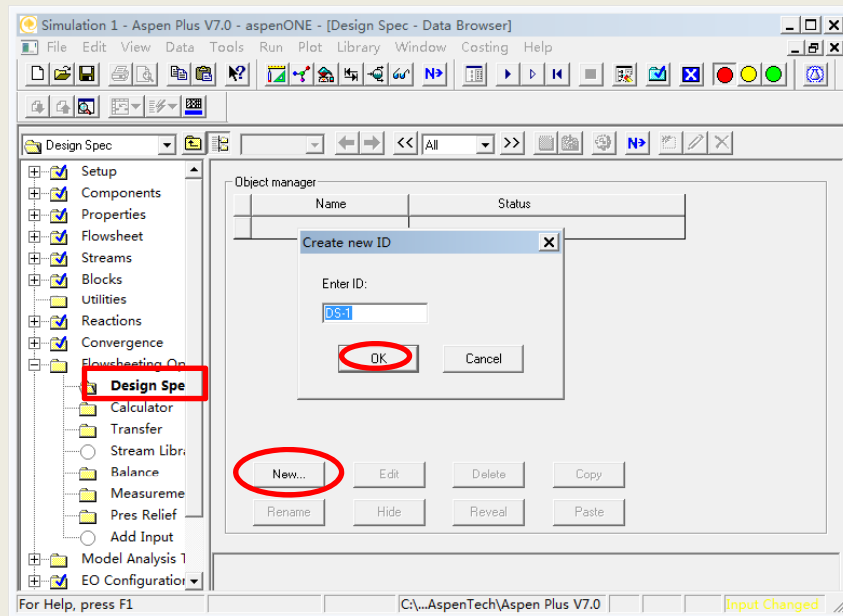 Simulation 1 - Aspen Plus V7.0 - aspenONE - [Design Spec - Data Browser]
File Edit View Data Tools Run Plot Library Window Costing Help
N>
Design Spec
<< All >> N>
Setup
Components
Properties
Flowsheet
Streams
Blocks
Utilities
Reactions
Convergence
Flowsheeting Op
Design Spe
Calculator
Transfer
Stream Libr
Balance
Measureme
Pres Relief
Add Input
Model Analysis T
EO Configuration
Object manager
Name Status
Create new ID
Enter ID:
DS-1
OK Cancel
New... Edit Delete Copy
Rename Hide Reveal Paste
For Help, press F1 C:\...AspenTech\Aspen Plus V7.0 Input Changed